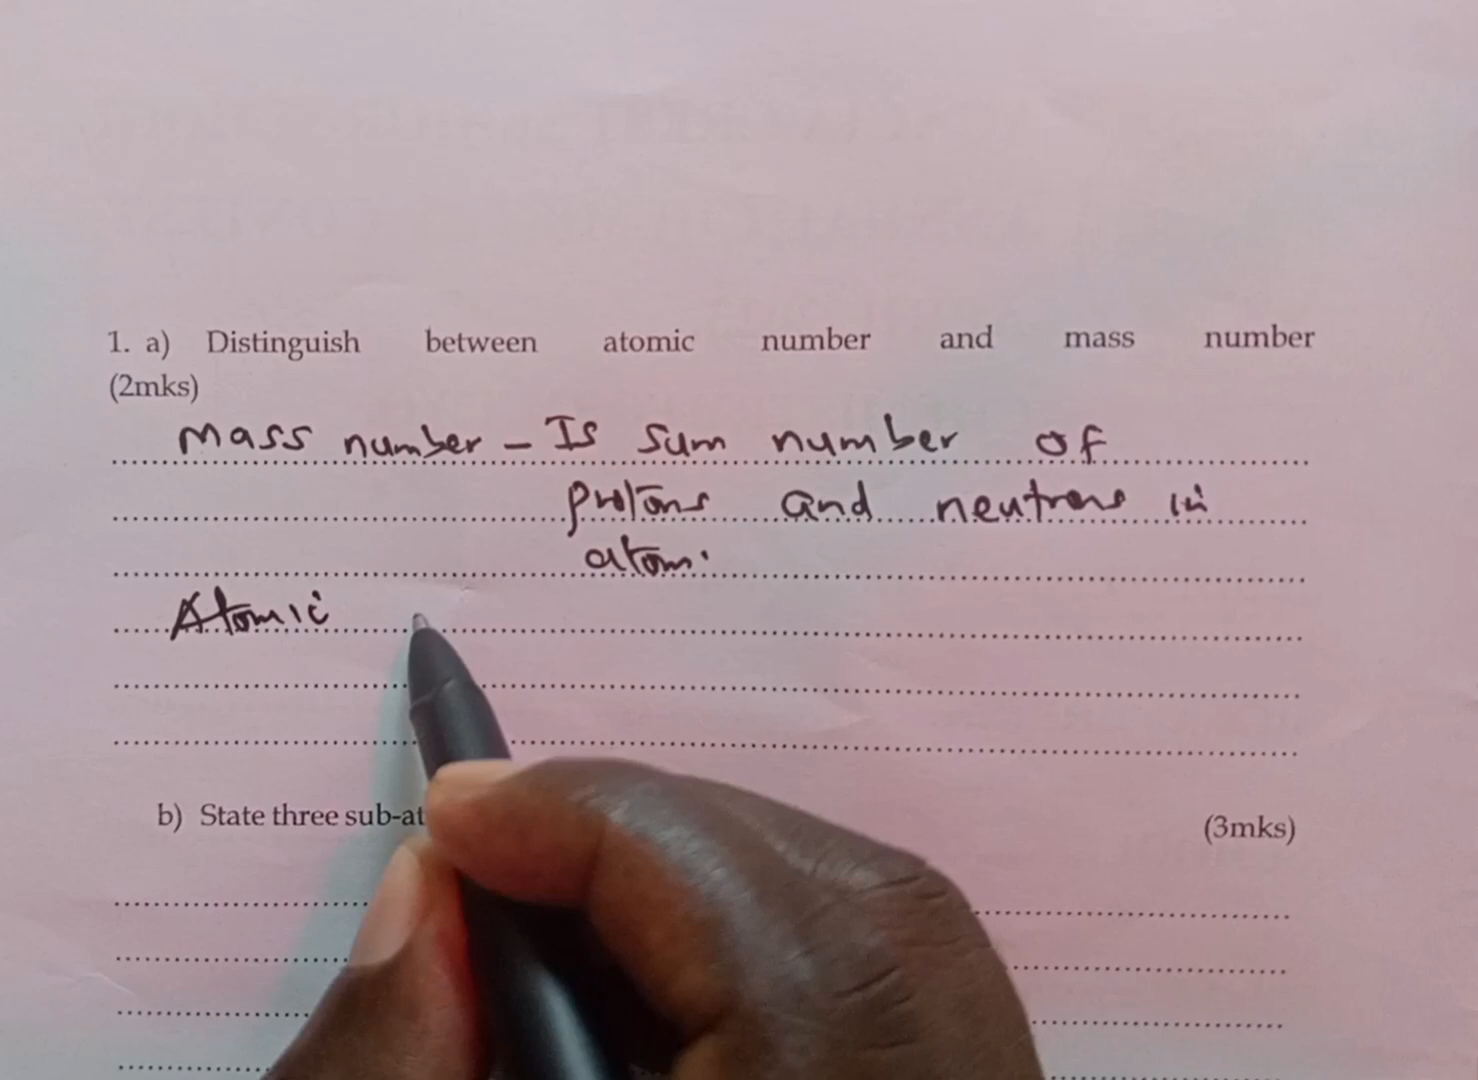 1. a) Distinguish between atomic number and mass number
(2mks)
Mass number - Is sum number of
protons and neutrons in
atom.
Atomic
b) State three sub-at
(3mks)